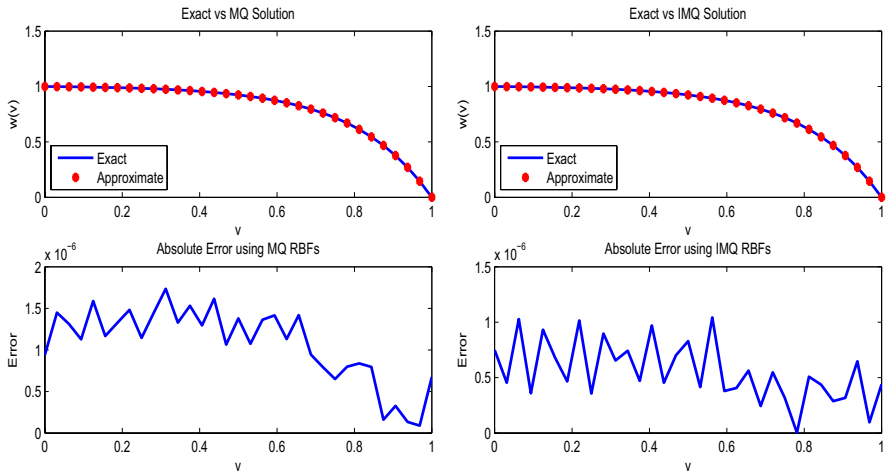 Exact vs MQ Solution
1.5
1
0.5
0
w(v)
Exact
Approximate
0 0.2 0.4 0.6 0.8 1
v
Exact vs IMQ Solution
1.5
1
0.5
0
w(v)
Exact
Approximate
0 0.2 0.4 0.6 0.8 1
v
Absolute Error using MQ RBFs
x 10⁻⁶
2
1.5
1
0.5
0
Error
0 0.2 0.4 0.6 0.8 1
v
Absolute Error using IMQ RBFs
x 10⁻⁶
1.5
1
0.5
0
Error
0 0.2 0.4 0.6 0.8 1
v